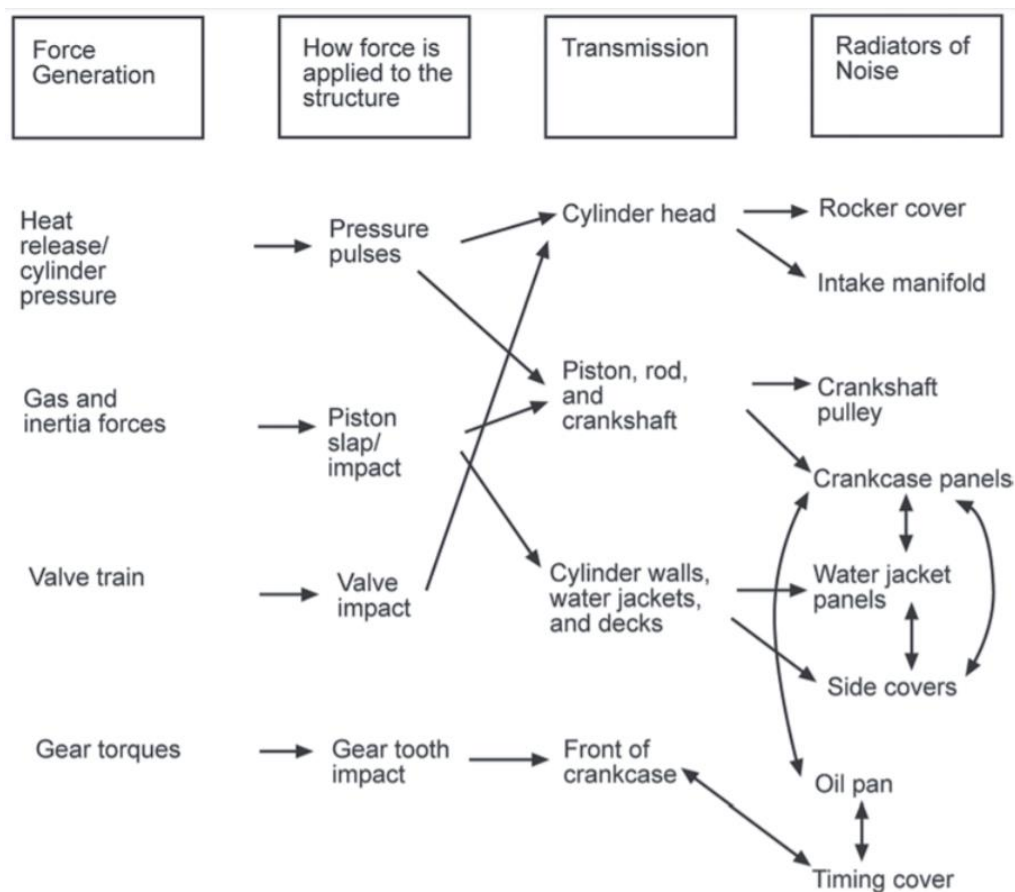 Force
Generation
How force is
applied to the
structure
Transmission
Radiators of
Noise
Heat
release/
cylinder
pressure
Pressure
pulses
Cylinder head
Rocker cover
Intake manifold
Gas and
inertia forces
Piston
slap/
impact
Piston, rod,
and
crankshaft
Crankshaft
pulley
Crankcase panels
Valve train
Valve
impact
Cylinder walls,
water jackets,
and decks
Water jacket
panels
Side covers
Gear torques
Gear tooth
impact
Front of
crankcase
Oil pan
Timing cover